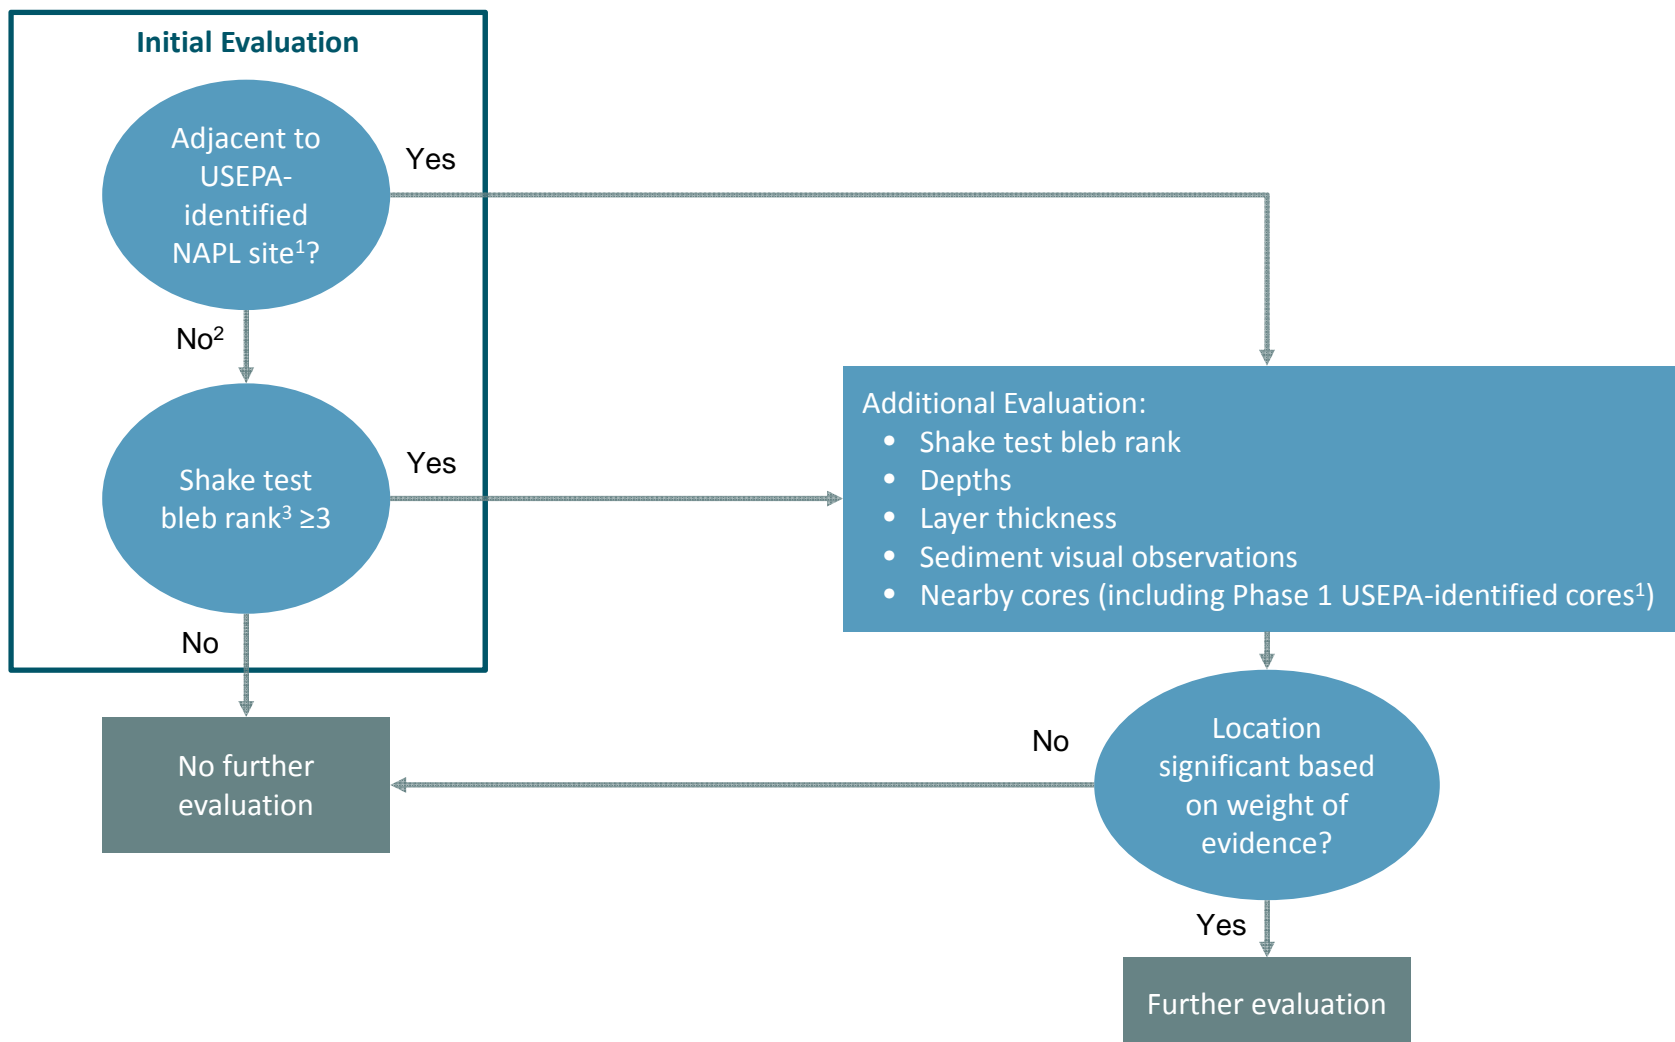 Initial Evaluation
Adjacent to
USEPA-
identified
NAPL site¹?
Yes
No²
Shake test
bleb rank³ ≥3
Yes
No
No further
evaluation
Additional Evaluation:
• Shake test bleb rank
• Depths
• Layer thickness
• Sediment visual observations
• Nearby cores (including Phase 1 USEPA-identified cores¹)
Location
significant based
on weight of
evidence?
No
Yes
Further evaluation